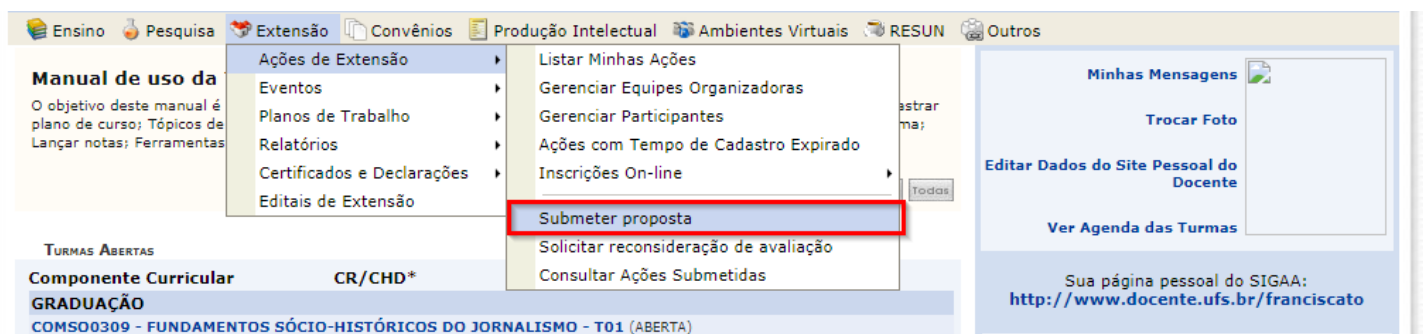 Ensino Pesquisa Extensão Convênios Produção Intelectual Ambientes Virtuais RESUN Outros
Manual de uso da
O objetivo deste manual é
plano de curso; Tópicos de
Lançar notas; Ferramentas
Ações de Extensão
Eventos
Planos de Trabalho
Relatórios
Certificados e Declarações
Editais de Extensão
Listar Minhas Ações
Gerenciar Equipes Organizadoras
Gerenciar Participantes
Ações com Tempo de Cadastro Expirado
Inscrições On-line
Submeter proposta
Solicitar reconsideração de avaliação
Consultar Ações Submetidas
Todas
Minhas Mensagens
Trocar Foto
Editar Dados do Site Pessoal do
Docente
Ver Agenda das Turmas
Turmas Abertas
Componente Curricular CR/CHD*
GRADUAÇÃO
COMSO0309 - FUNDAMENTOS SÓCIO-HISTÓRICOS DO JORNALISMO - T01 (ABERTA)
Sua página pessoal do SIGAA:
http://www.docente.ufs.br/franciscato